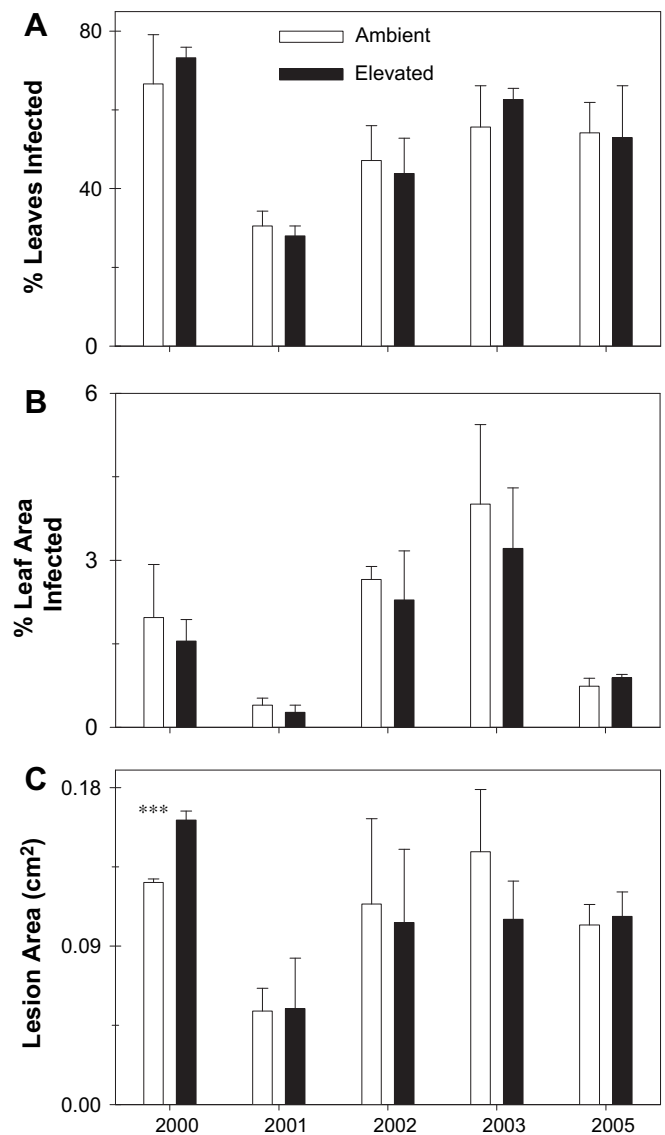 A
Ambient
Elevated
80
40
0
% Leaves Infected
B
6
3
0
% Leaf Area
Infected
C
***
0.18
0.09
0.00
Lesion Area (cm²)
2000 2001 2002 2003 2005